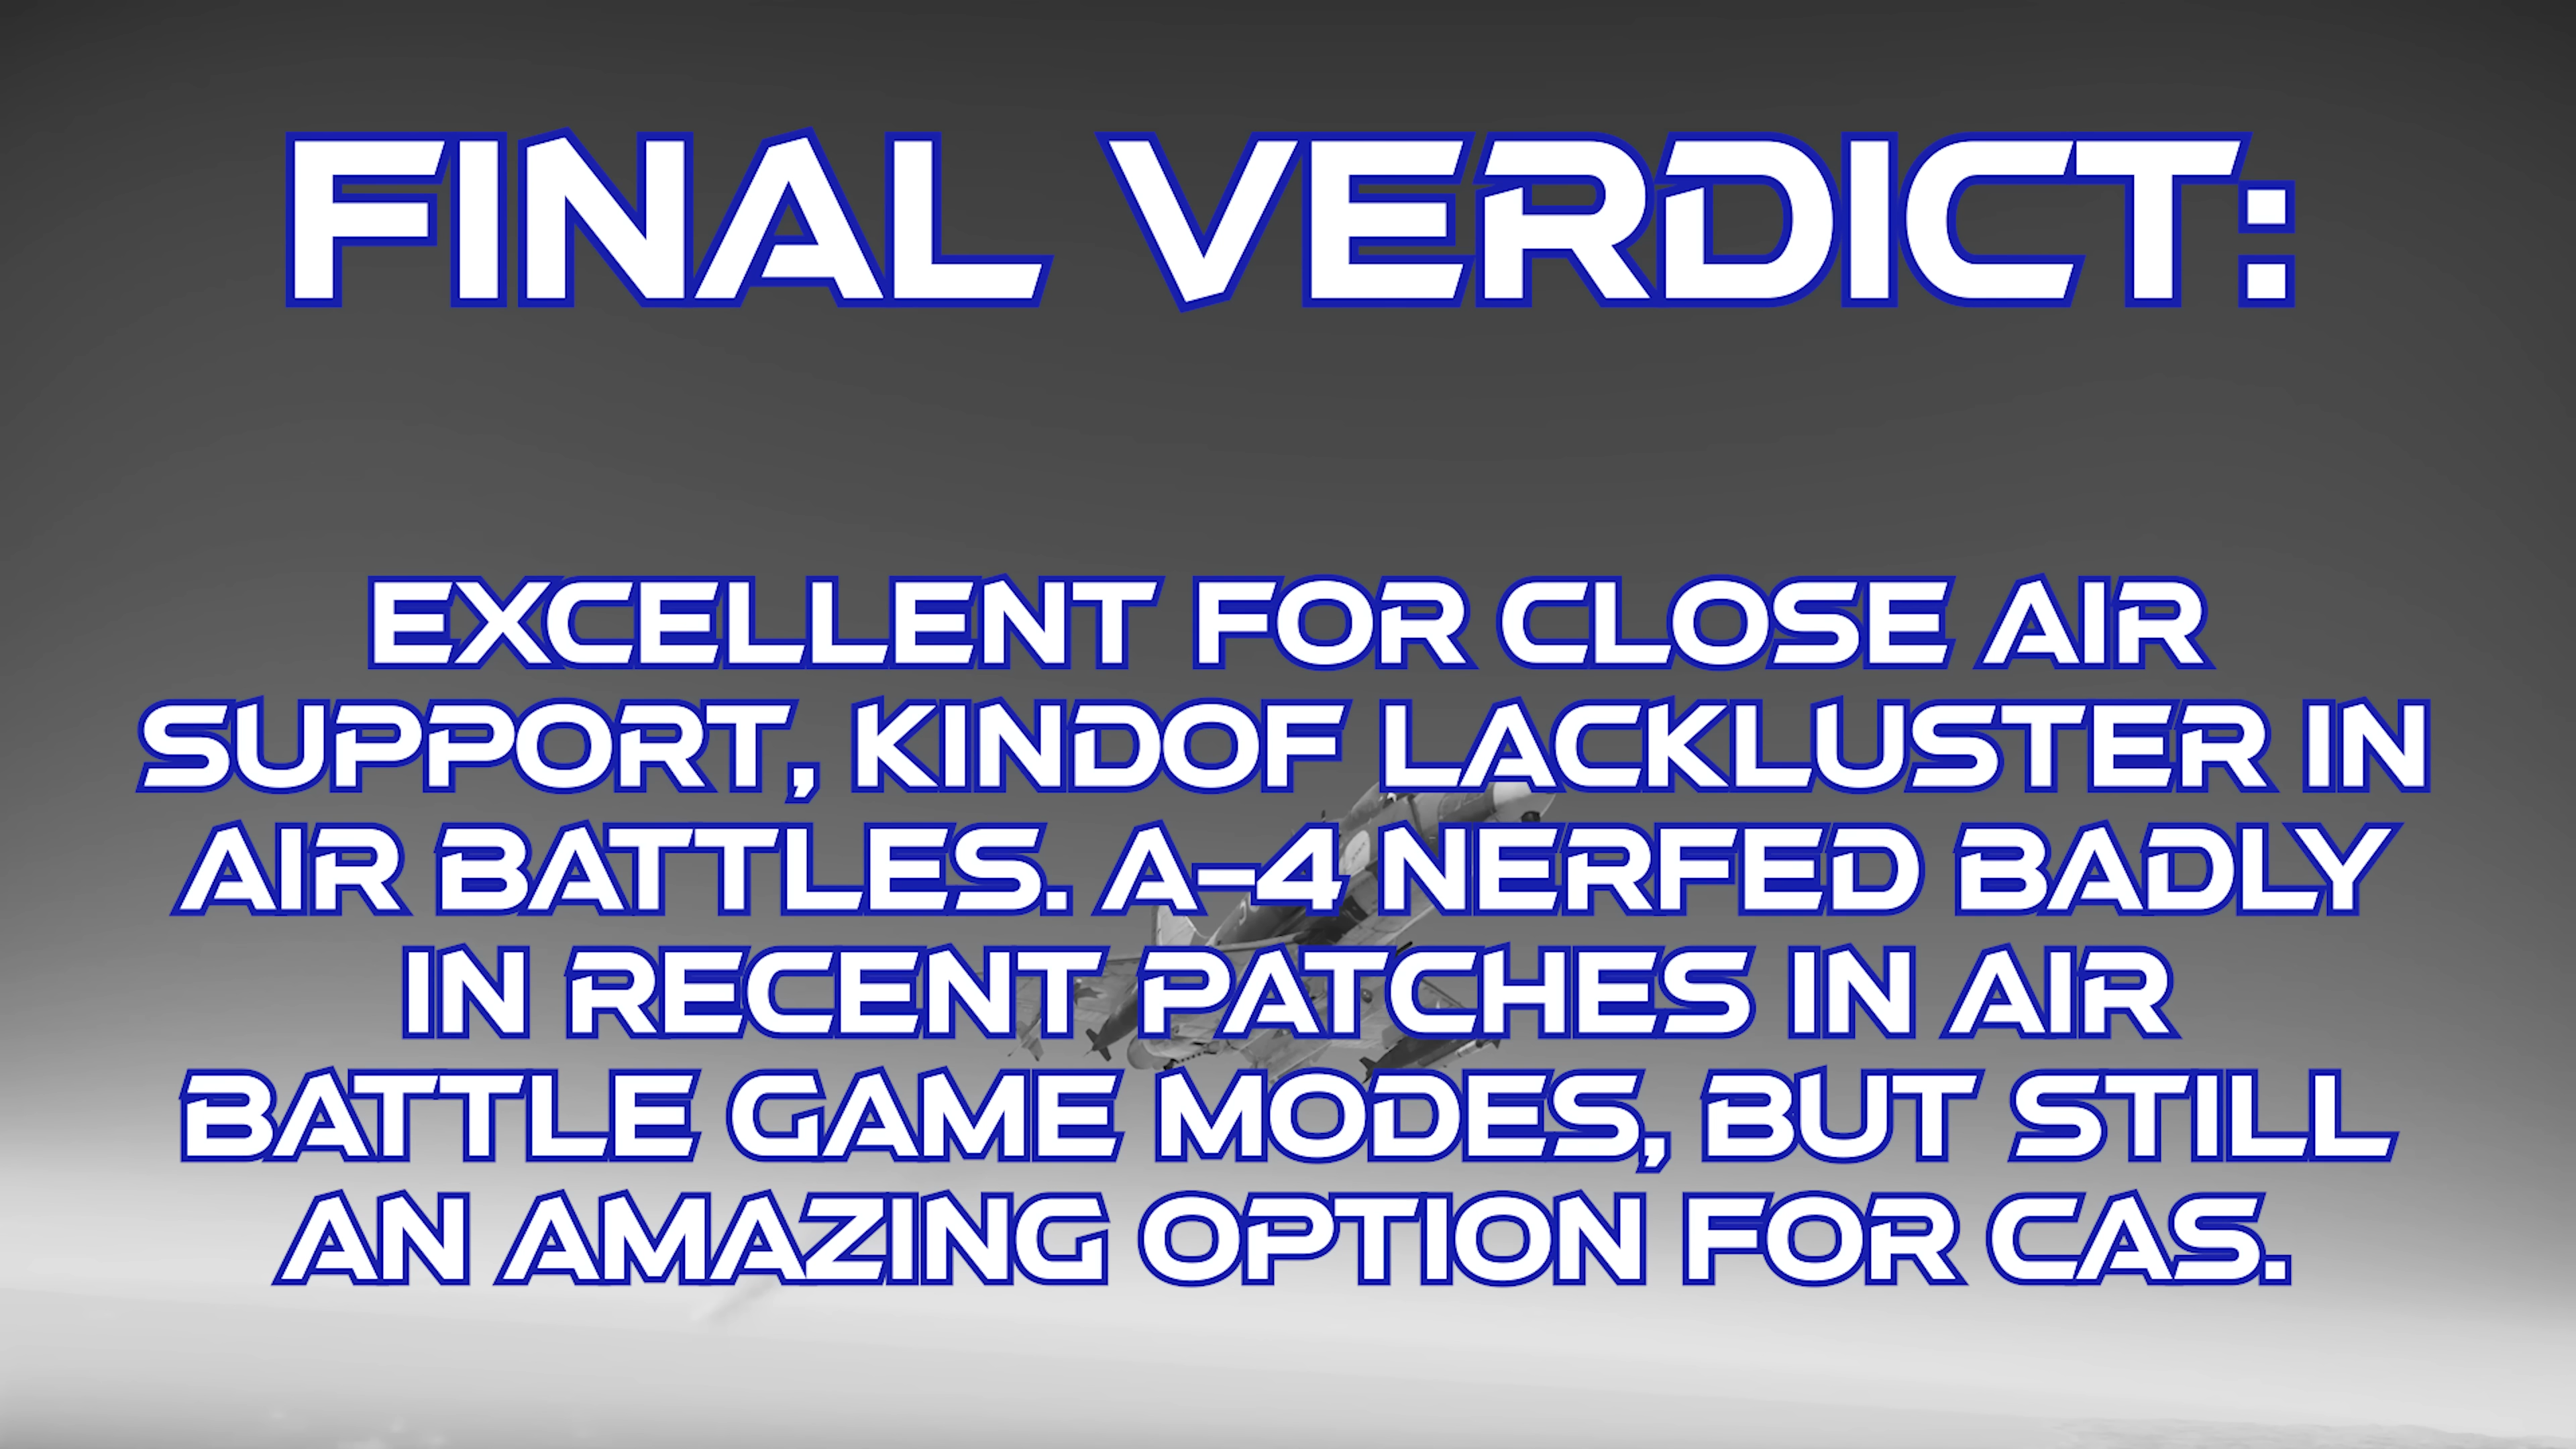 FINAL VERDICT:
EXCELLENT FOR CLOSE AIR
SUPPORT, KINDOF LACKLUSTER IN
AIR BATTLES. A-4 NERFED BADLY
IN RECENT PATCHES IN AIR
BATTLE GAME MODES, BUT STILL
AN AMAZING OPTION FOR CAS.